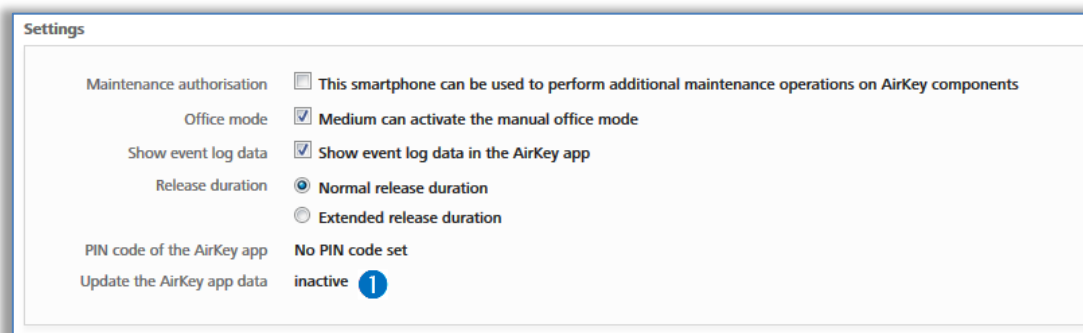 Settings
Maintenance authorisation This smartphone can be used to perform additional maintenance operations on AirKey components
Office mode Medium can activate the manual office mode
Show event log data Show event log data in the AirKey app
Release duration Normal release duration
Extended release duration
PIN code of the AirKey app No PIN code set
Update the AirKey app data inactive 1